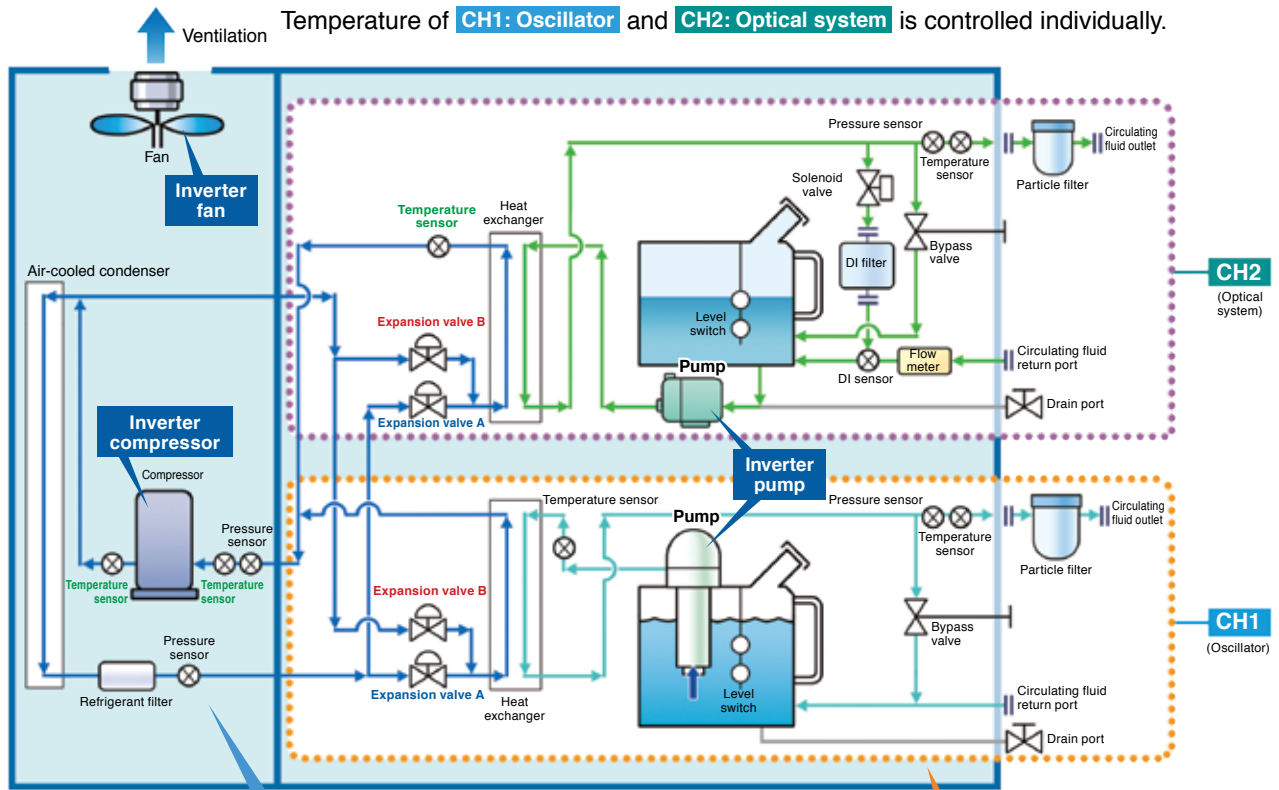 Temperature of CH1: Oscillator and CH2: Optical system is controlled individually.
Ventilation
Fan
Inverter
fan
Air-cooled condenser
Inverter
compressor
Compressor
Pressure
sensor
Temperature
sensor
Temperature
sensor
Pressure
sensor
Refrigerant filter
Temperature
sensor
Heat
exchanger
Expansion valve B
Expansion valve A
Pressure sensor
Temperature
sensor
Circulating
fluid outlet
Particle filter
Solenoid
valve
DI filter
Bypass
valve
Level
switch
Pump
DI sensor
Flow
meter
Circulating fluid
return port
Drain port
CH2
(Optical
system)
Inverter
pump
Temperature sensor
Pump
Pressure sensor
Temperature
sensor
Circulating
fluid outlet
Particle filter
Expansion valve B
Expansion valve A
Heat
exchanger
Level
switch
Bypass
valve
Circulating fluid
return port
Drain port
CH1
(Oscillator)